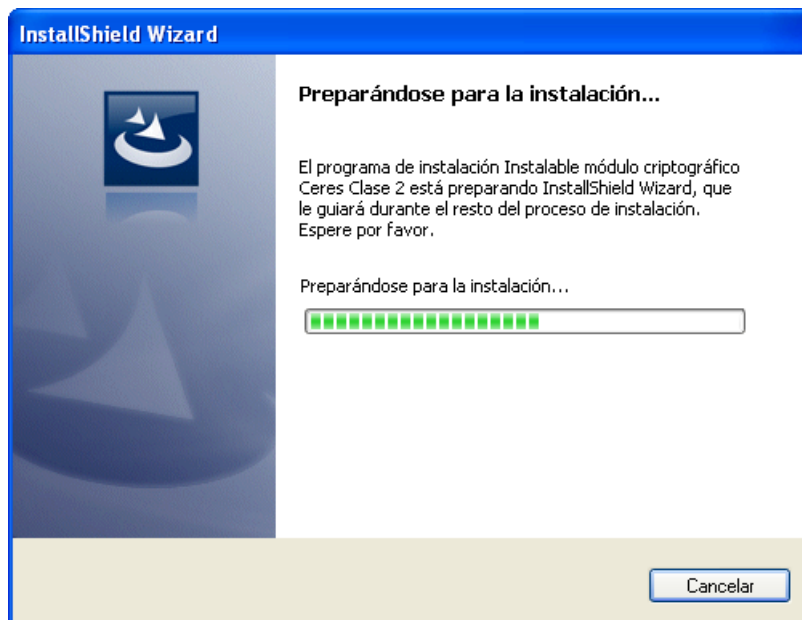 InstallShield Wizard
Preparándose para la instalación...
El programa de instalación Instalable módulo criptográfico
Ceres Clase 2 está preparando InstallShield Wizard, que
le guiará durante el resto del proceso de instalación.
Espere por favor.
Preparándose para la instalación...
Cancelar